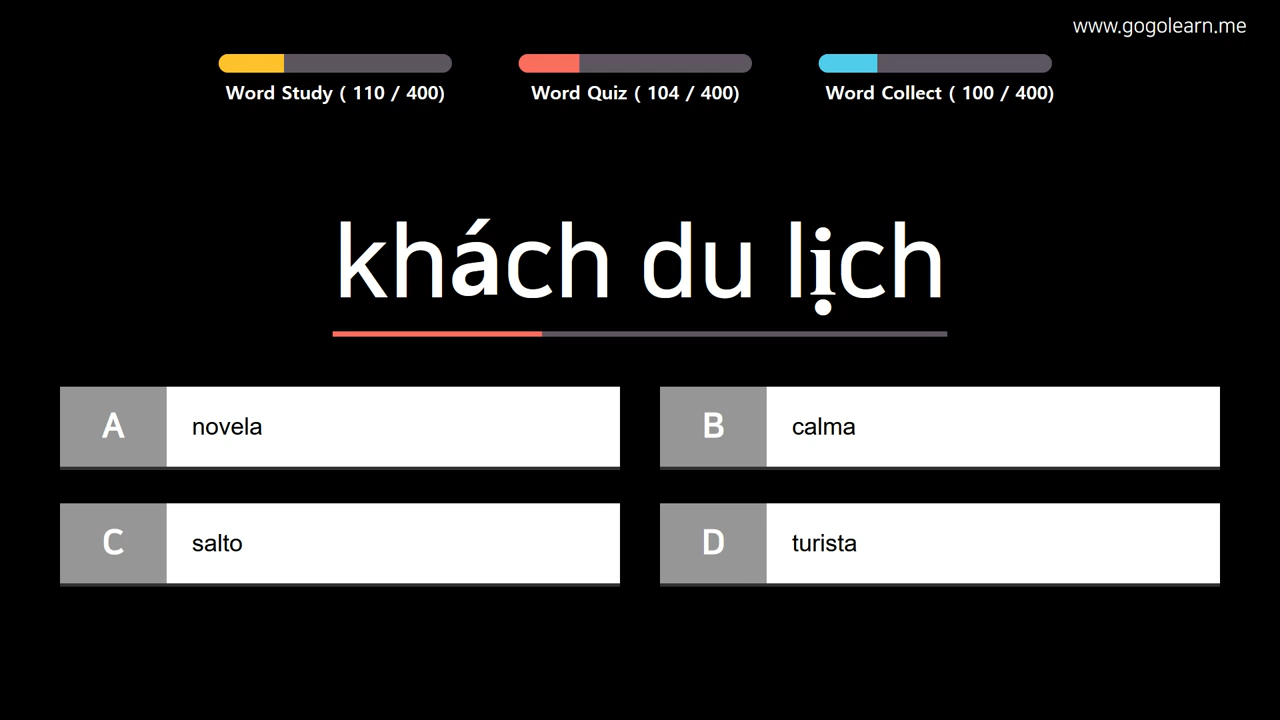 www.gogolearn.me
Word Study ( 110 / 400)
Word Quiz ( 104 / 400)
Word Collect ( 100 / 400)
khách du lịch
A novela
B calma
C salto
D turista